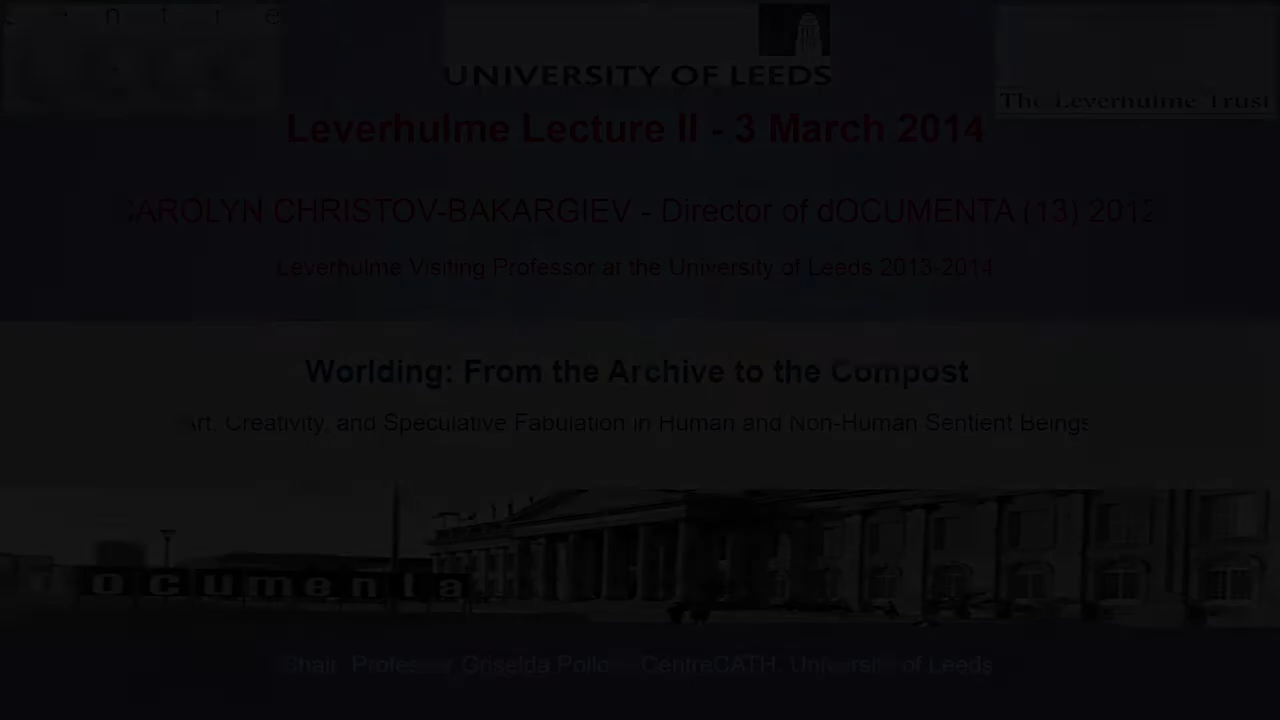 c e n t r e
UNIVERSITY OF LEEDS
The Leverhulme Trust
Leverhulme Lecture II - 3 March 2014
CAROLYN CHRISTOV-BAKARGIEV - Director of dOCUMENTA (13) 2012
Leverhulme Visiting Professor at the University of Leeds 2013-2014
Worlding: From the Archive to the Compost
Art, Creativity, and Speculative Fabulation in Human and Non-Human Sentient Beings
documenta
Chair: Professor Griselda Pollock CentreCATH, University of Leeds